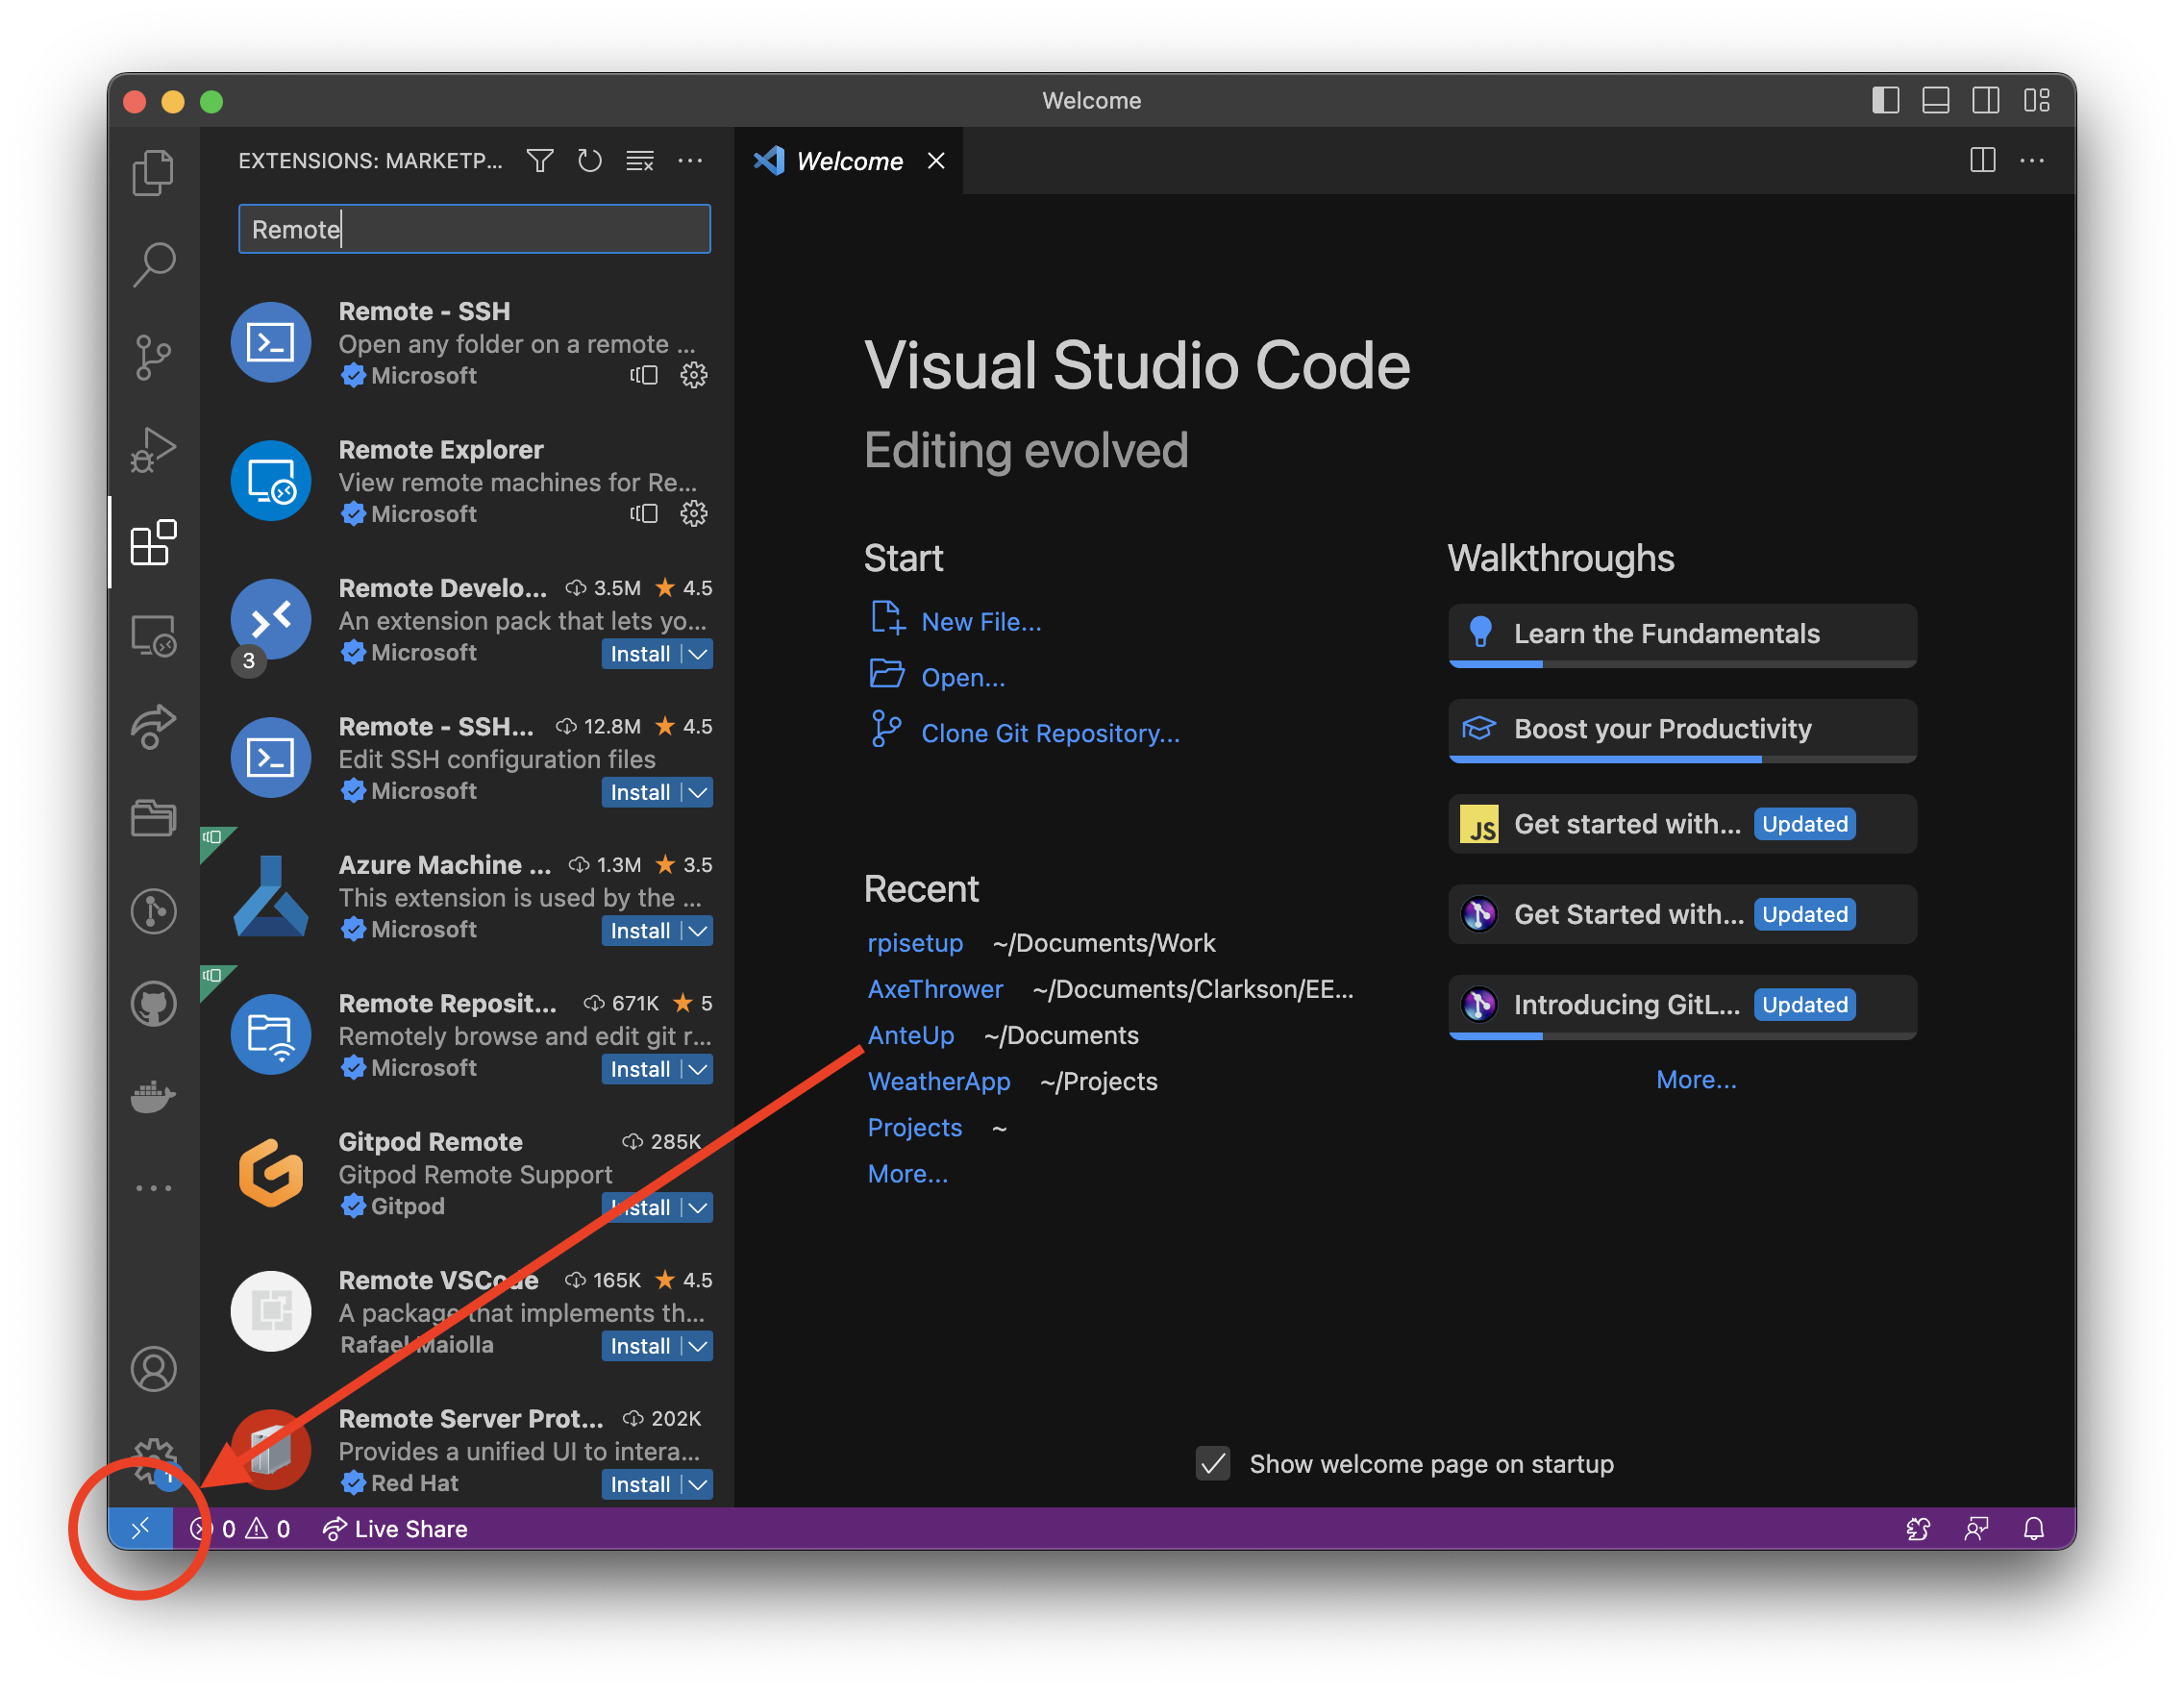 Welcome
EXTENSIONS: MARKETP...
Remote
Remote - SSH
Open any folder on a remote ...
Microsoft
Remote Explorer
View remote machines for Re...
Microsoft
Remote Develo... 3.5M 4.5
An extension pack that lets yo...
3
Microsoft Install
Remote - SSH... 12.8M 4.5
Edit SSH configuration files
Microsoft Install
Azure Machine ... 1.3M 3.5
This extension is used by the ...
Microsoft Install
Remote Reposit... 671K 5
Remotely browse and edit git r...
Microsoft Install
Gitpod Remote 285K
Gitpod Remote Support
Gitpod Install
Remote VSCode 165K 4.5
A package that implements th...
Rafael Maiolla Install
Remote Server Prot... 202K
Provides a unified UI to intera...
Red Hat Install
1
Welcome
Visual Studio Code
Editing evolved
Start
New File...
Open...
Clone Git Repository...
Recent
rpisetup ~/Documents/Work
AxeThrower ~/Documents/Clarkson/EE...
AnteUp ~/Documents
WeatherApp ~/Projects
Projects ~
More...
Walkthroughs
Learn the Fundamentals
Boost your Productivity
JS Get started with... Updated
Get Started with... Updated
Introducing GitL... Updated
More...
Show welcome page on startup
0 0 Live Share